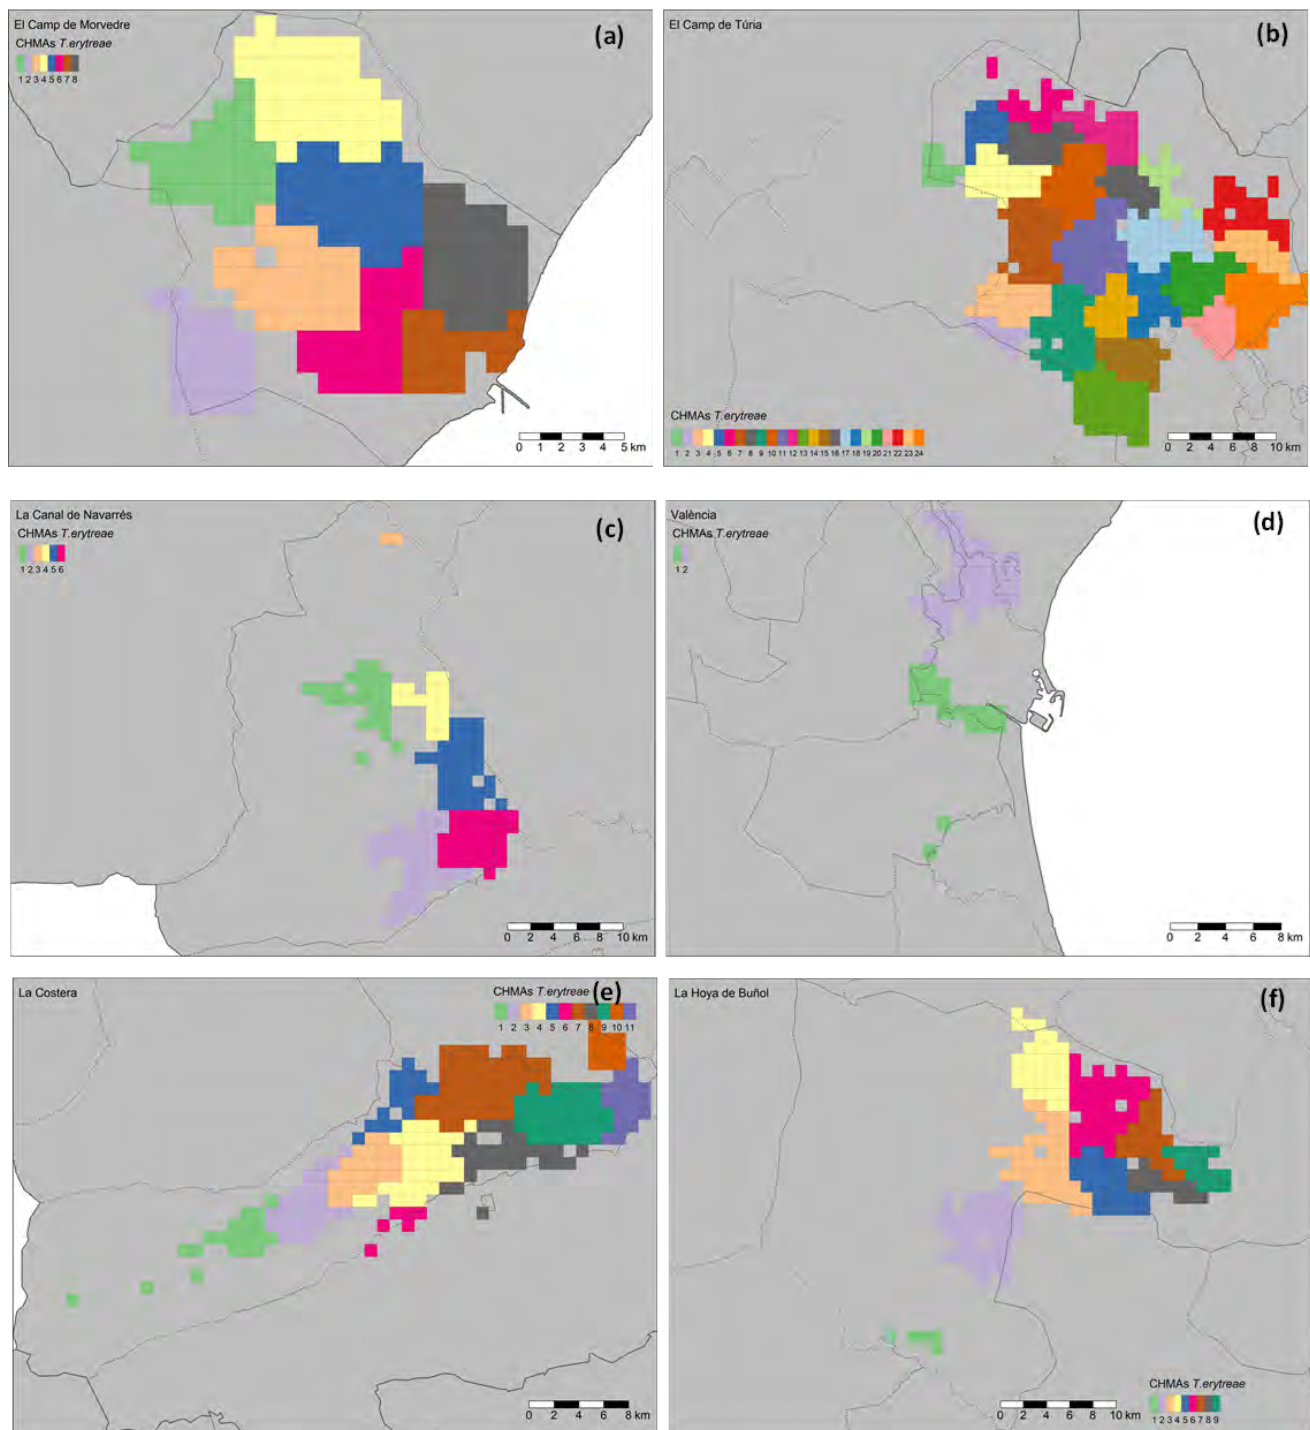 El Camp de Morvedre
(a)
CHMAs T.erytreae
1 2 3 4 5 6 7 8
0 1 2 3 4 5 km
El Camp de Túria
(b)
CHMAs T.erytreae
1 2 3 4 5 6 7 8 9 10 11 12 13 14 15 16 17 18 19 20 21 22 23 24
0 2 4 6 8 10 km
La Canal de Navarrés
(c)
CHMAs T.erytreae
1 2 3 4 5 6
0 2 4 6 8 10 km
València
(d)
CHMAs T.erytreae
1 2
0 2 4 6 8 km
La Costera
CHMAs T.erytreae (e)
1 2 3 4 5 6 7 8 9 10 11
0 2 4 6 8 km
La Hoya de Buñol
(f)
CHMAs T.erytreae
1 2 3 4 5 6 7 8 9
0 2 4 6 8 10 km